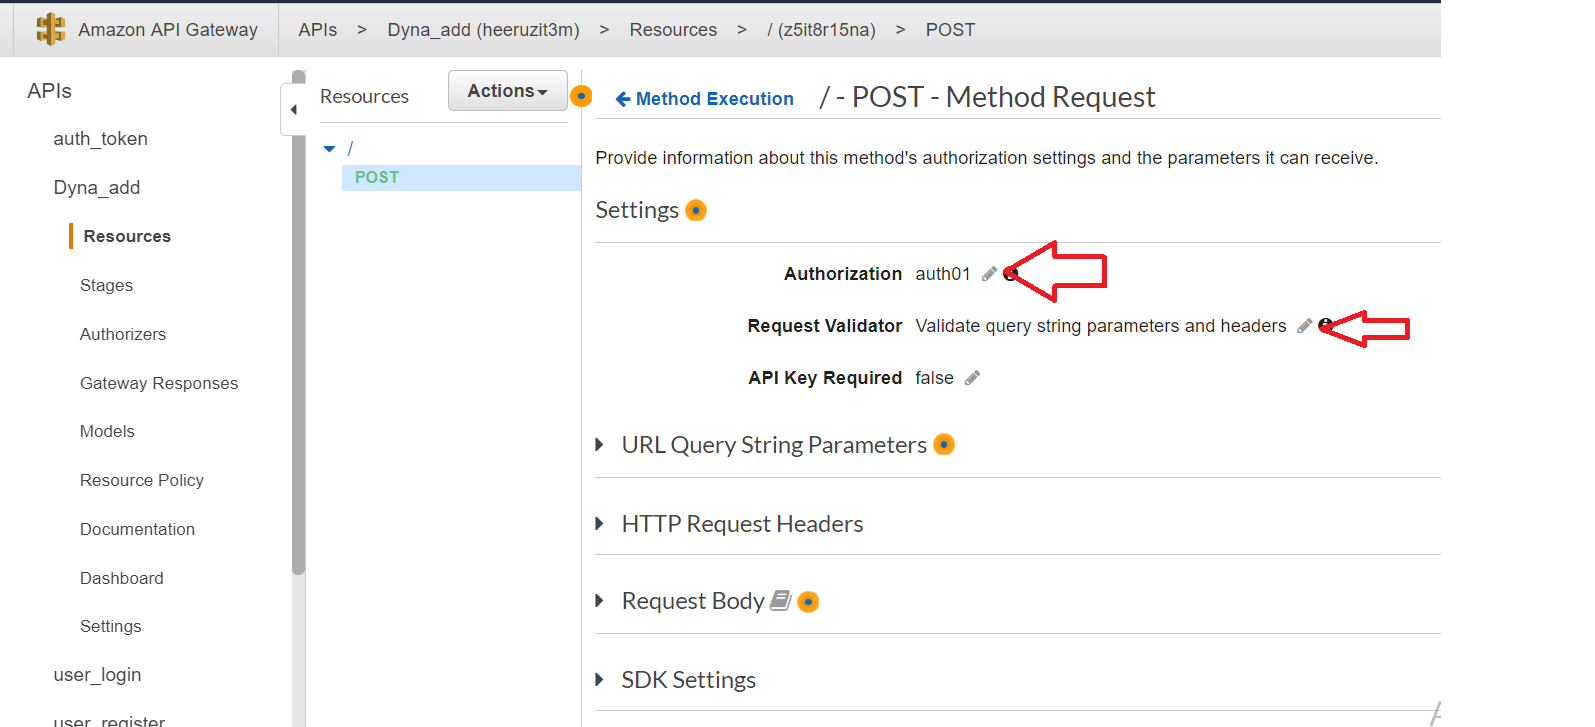 Amazon API Gateway
APIs > Dyna_add (heeruzit3m) > Resources > / (z5it8r15na) > POST
APIs
auth_token
Dyna_add
Resources
Stages
Authorizers
Gateway Responses
Models
Resource Policy
Documentation
Dashboard
Settings
user_login
user_register
Resources
Actions
/
POST
Method Execution
/ - POST - Method Request
Provide information about this method's authorization settings and the parameters it can receive.
Settings
Authorization auth01
Request Validator Validate query string parameters and headers
API Key Required false
URL Query String Parameters
HTTP Request Headers
Request Body
SDK Settings